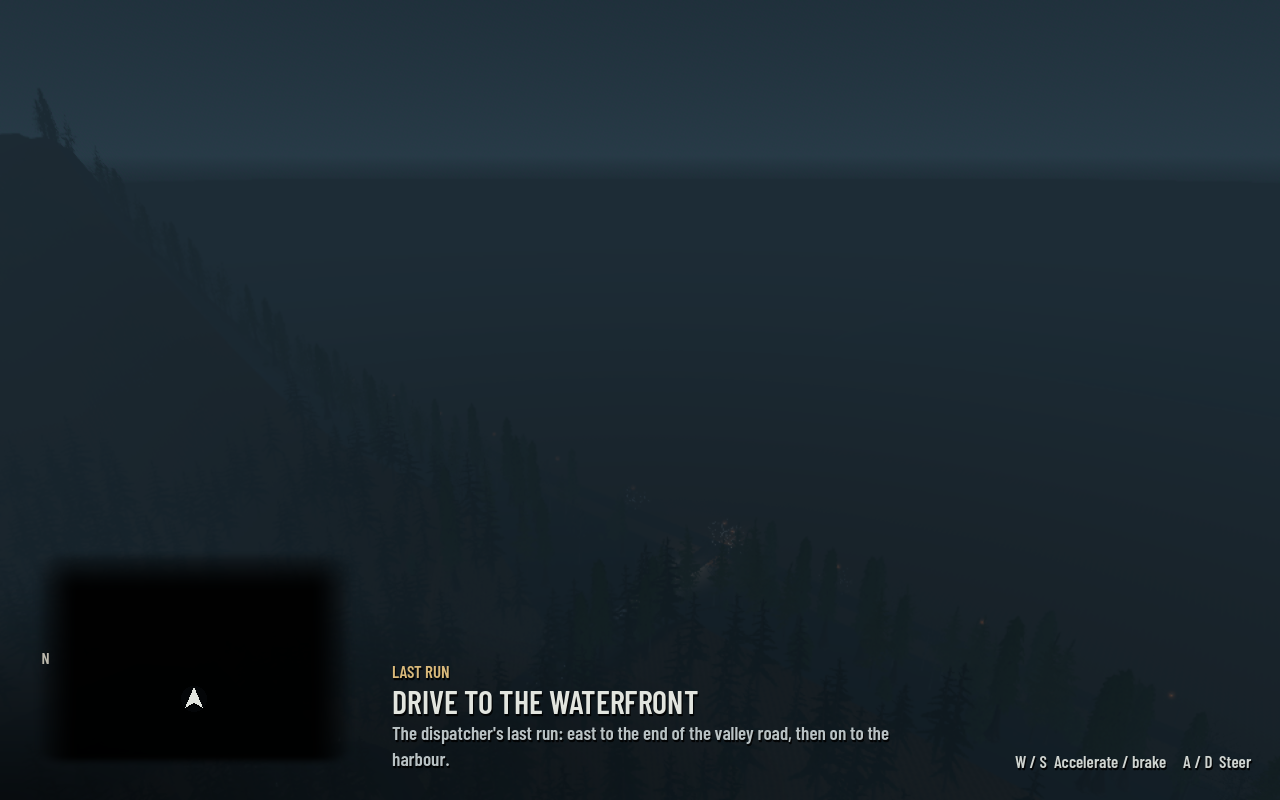 N
LAST RUN
DRIVE TO THE WATERFRONT
The dispatcher's last run: east to the end of the valley road, then on to the
harbour.
W / S Accelerate / brake A / D Steer